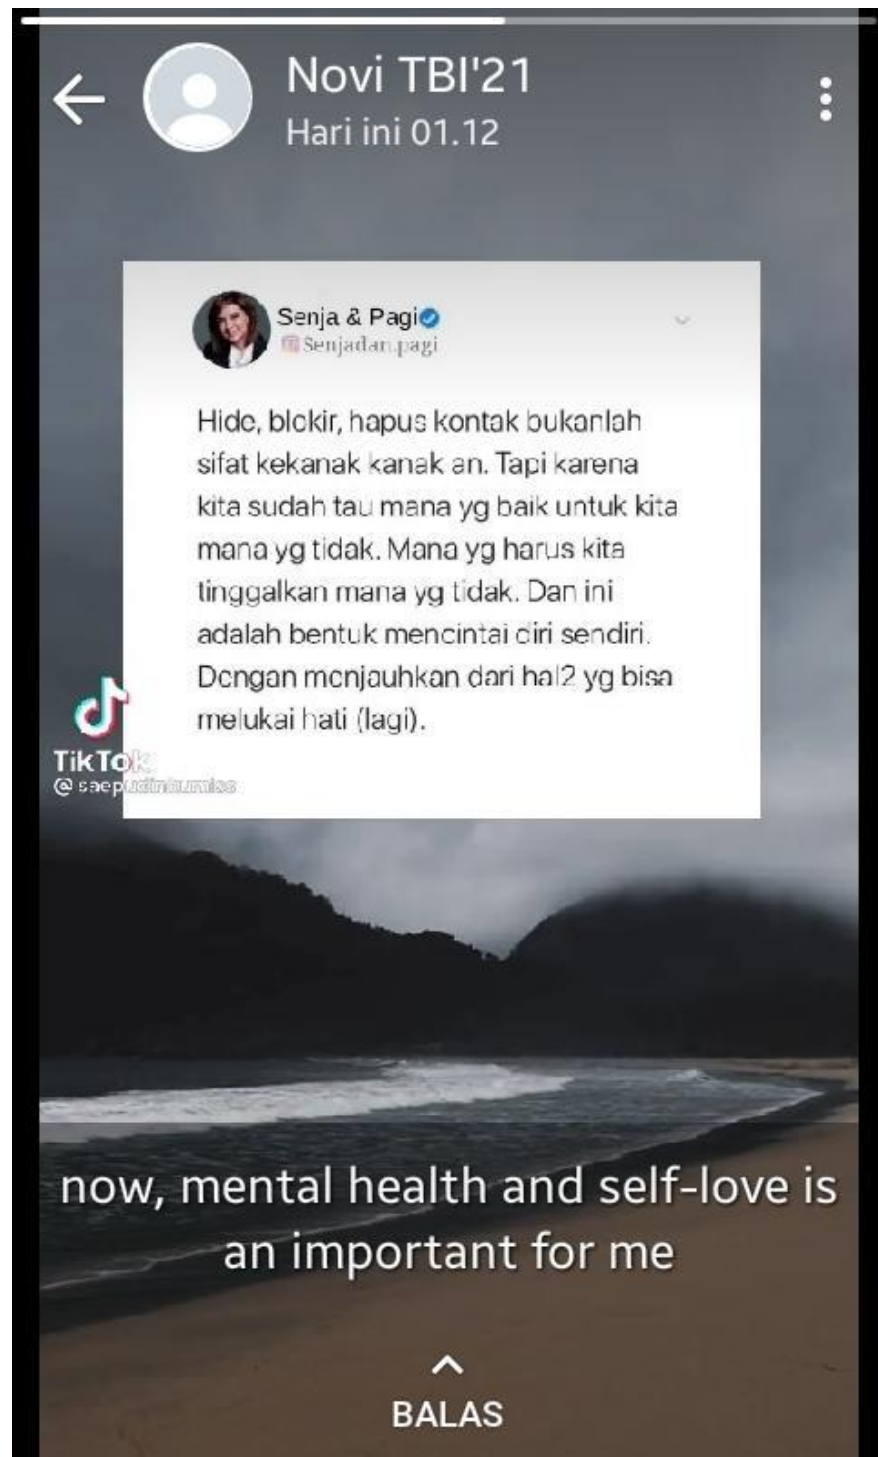 Novi TBI'21
Hari ini 01.12
Senja & Pagi
Senjadan.pagi
Hide, blokir, hapus kontak bukanlah
sifat kekanak kanak an. Tapi karena
kita sudah tau mana yg baik untuk kita
mana yg tidak. Mana yg harus kita
tinggalkan mana yg tidak. Dan ini
adalah bentuk mencintai diri sendiri.
Dengan menjauhkan dari hal2 yg bisa
melukai hati (lagi).
TikTok
now, mental health and self-love is
an important for me
BALAS